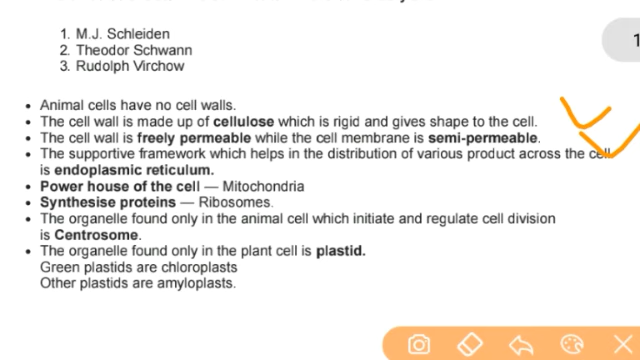 1. M.J. Schleiden
2. Theodor Schwann
3. Rudolph Virchow
1
• Animal cells have no cell walls.
• The cell wall is made up of cellulose which is rigid and gives shape to the cell.
• The cell wall is freely permeable while the cell membrane is semi-permeable.
• The supportive framework which helps in the distribution of various product across the cell
is endoplasmic reticulum.
• Power house of the cell — Mitochondria
• Synthesise proteins — Ribosomes.
• The organelle found only in the animal cell which initiate and regulate cell division
is Centrosome.
• The organelle found only in the plant cell is plastid.
Green plastids are chloroplasts
Other plastids are amyloplasts.